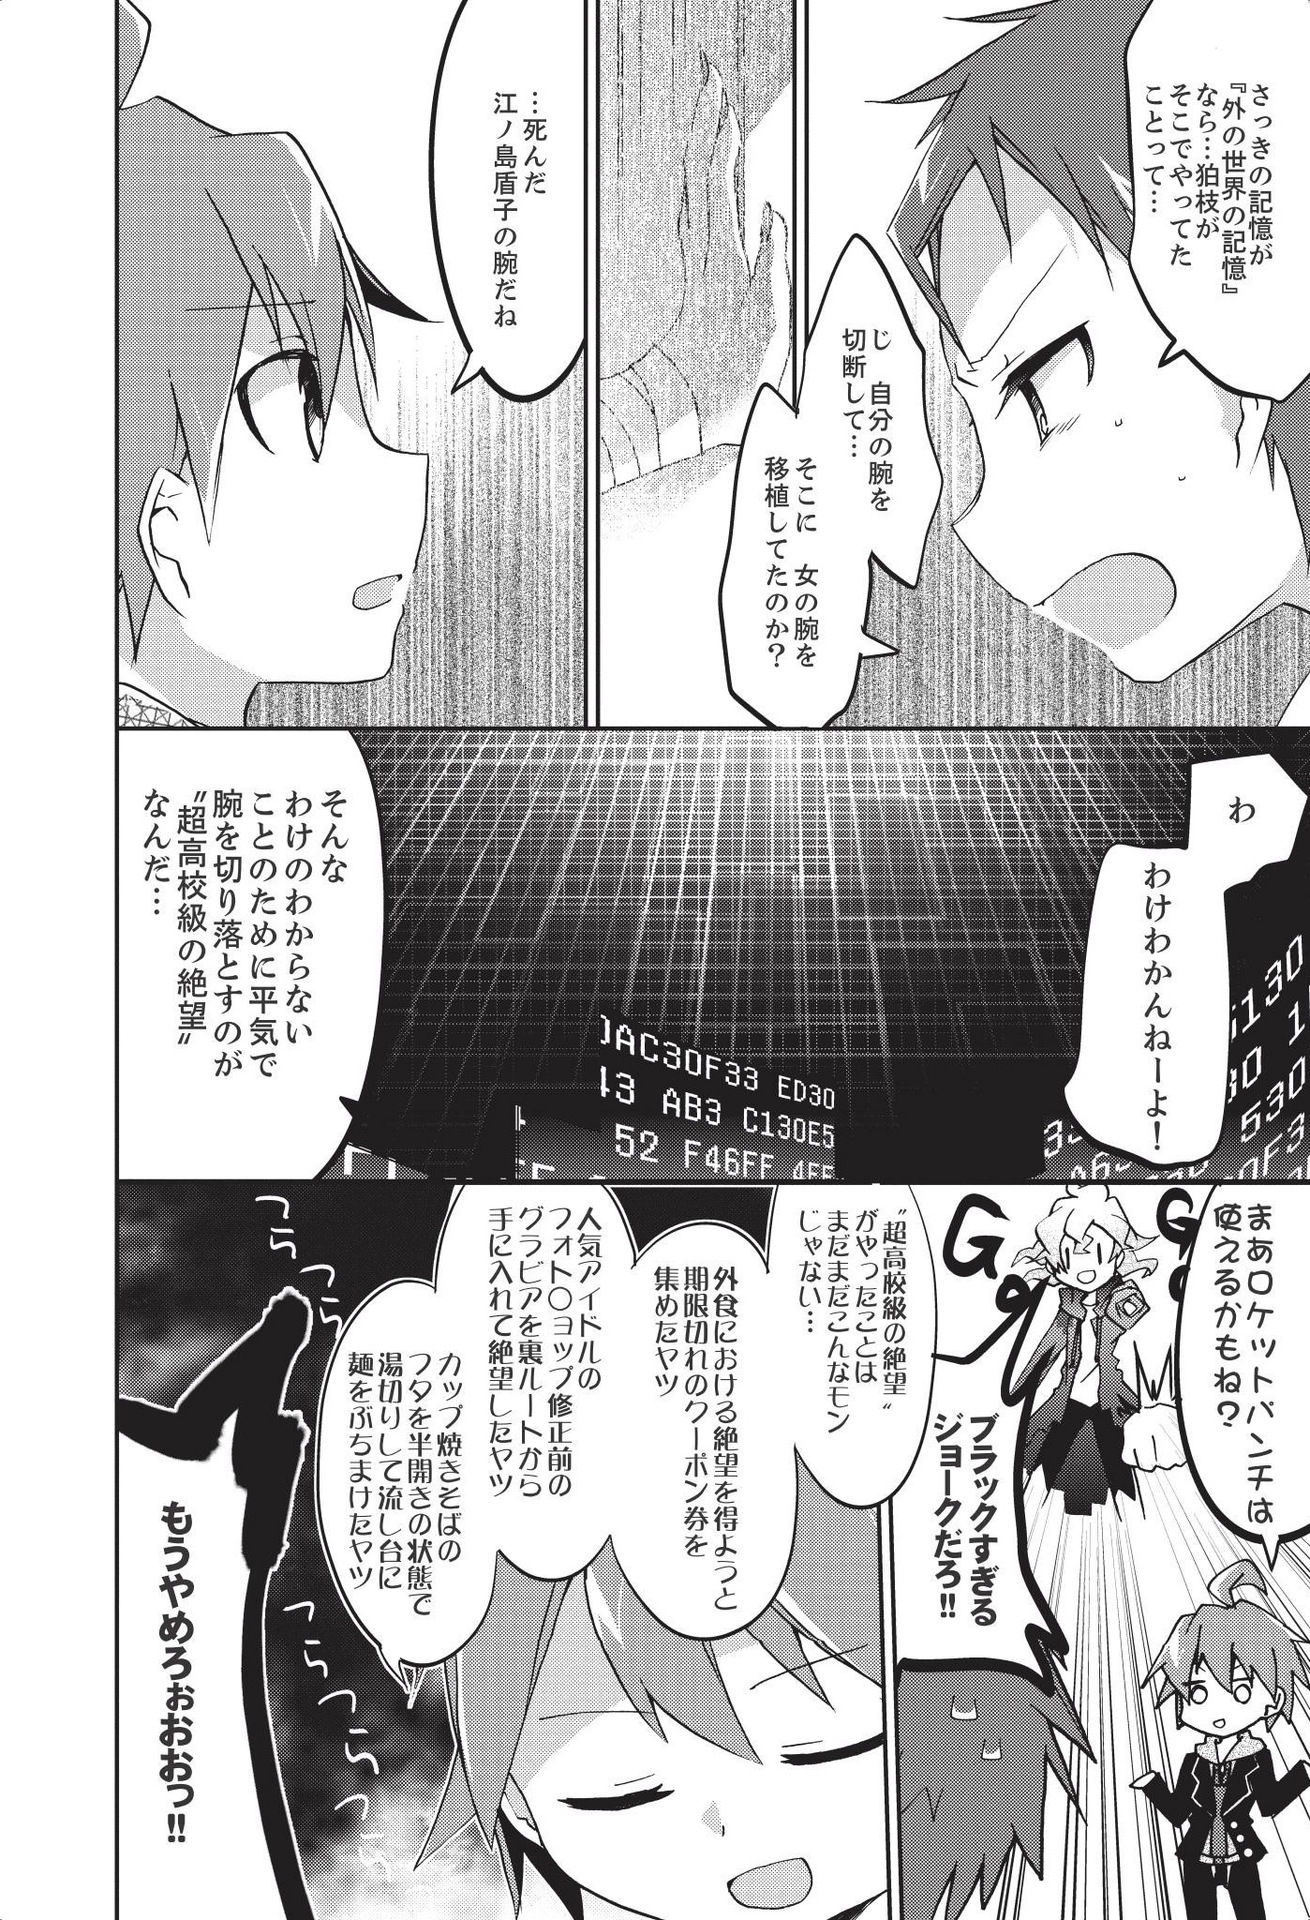 さっきの記憶が
『外の世界の記憶』
なら…狛枝が
そこでやってた
ことって…
じ 自分の腕を
切断して…
そこに 女の腕を
移植してたのか?
…死んだ
江ノ島盾子の腕だね
わ
わけわかんねーよ!
そんな
わけのわからない
ことのために平気で
腕を切り落とすのが
〝超高校級の絶望〟
なんだ…
130
1
30 530
0F3
0AC30F33 ED30
43 AB3 C130E5
52 F46FF 4FF
まあロケットパンチは
使えるかもね?
GO
GO
ブラックすぎる
ジョークだろ!!
〝超高校級の絶望〟
がやったことは
まだまだこんなモン
じゃない…
外食における絶望を得ようと
期限切れのクーポン券を
集めたヤツ
人気アイドルの
フォト〇ョップ修正前の
グラビアを裏ルートから
手に入れて絶望したヤツ
カップ焼きそばの
フタを半開きの状態で
湯切りして流し台に
麺をぶちまけたヤツ
もうやめろぉおおっ!!